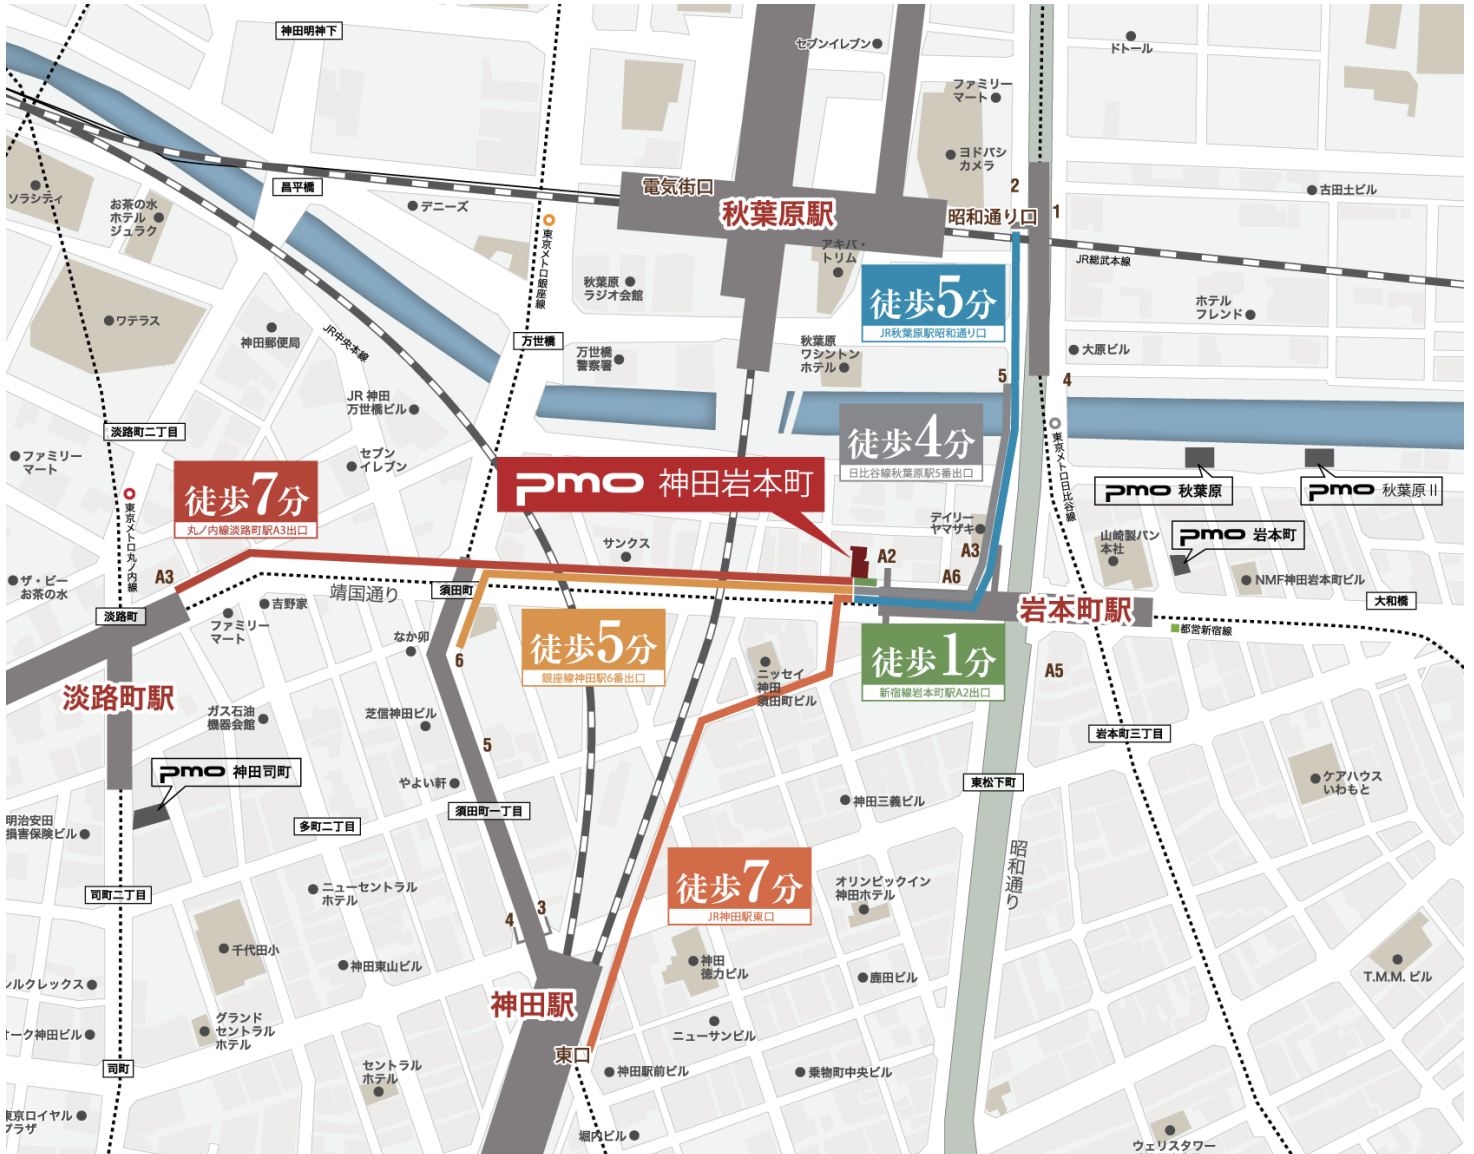 神田明神下
セブンイレブン
ドトール
ファミリー
マート
ヨドバシ
カメラ
ソラシティ
昌平橋
電気街口
秋葉原駅
昭和通り口
2
1
古田土ビル
お茶の水
ホテル
ジュラク
デニーズ
東京メトロ銀座線
アキバ・
トリム
JR総武本線
秋葉原
ラジオ会館
徒歩5分
JR秋葉原駅昭和通り口
ホテル
フレンド
ワテラス
神田郵便局
JR中央本線
万世橋
万世橋
警察署
秋葉原
ワシントン
ホテル
大原ビル
5
4
JR 神田
万世橋ビル
淡路町二丁目
徒歩4分
日比谷線秋葉原駅5番出口
東京メトロ日比谷線
ファミリー
マート
セブン
イレブン
徒歩7分
丸ノ内線淡路町駅A3出口
東京メトロ丸ノ内線
pmo 神田岩本町
pmo 秋葉原
pmo 秋葉原 II
デイリー
ヤマザキ
山崎製パン
本社
pmo 岩本町
サンクス
A2
A3
A6
ザ・ビー
お茶の水
A3
淡路町
吉野家
靖国通り
須田町
NMF神田岩本町ビル
大和橋
岩本町駅
都営新宿線
ファミリー
マート
なか卯
6
徒歩5分
銀座線神田駅6番出口
ニッセイ
神田
須田町ビル
徒歩1分
新宿線岩本町駅A2出口
A5
淡路町駅
ガス石油
機器会館
芝信神田ビル
5
岩本町三丁目
pmo 神田司町
やよい軒
須田町一丁目
東松下町
ケアハウス
いわもと
明治安田
損害保険ビル
多町二丁目
神田三義ビル
昭和通り
徒歩7分
JR神田駅東口
司町二丁目
ニューセントラル
ホテル
オリンピックイン
神田ホテル
4
3
千代田小
神田東山ビル
神田
徳力ビル
鹿田ビル
T.M.M. ビル
ルクレックス
神田駅
グランド
セントラル
ホテル
ーク神田ビル
ニューサンビル
東口
司町
セントラル
ホテル
神田駅前ビル
乗物町中央ビル
東京ロイヤル
プラザ
堀内ビル
ウェリスタワー